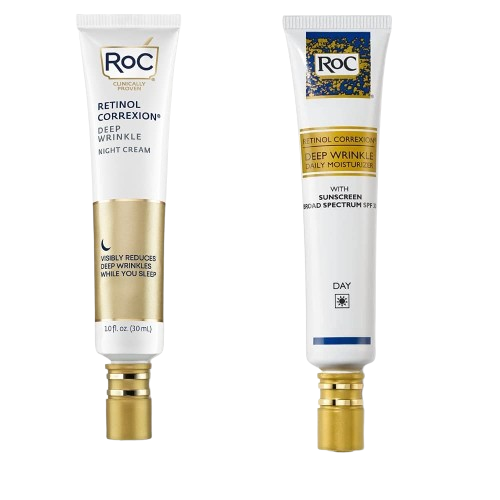 RoC
CLINICALLY
PROVEN
RETINOL
CORREXION®
DEEP
WRINKLE
NIGHT CREAM
VISIBLY REDUCES
DEEP WRINKLES
WHILE YOU SLEEP
1.0 fl. oz. (30 mL)
RoC
RETINOL CORREXION®
DEEP WRINKLE
DAILY MOISTURIZER
WITH
SUNSCREEN
BROAD SPECTRUM SPF
DAY